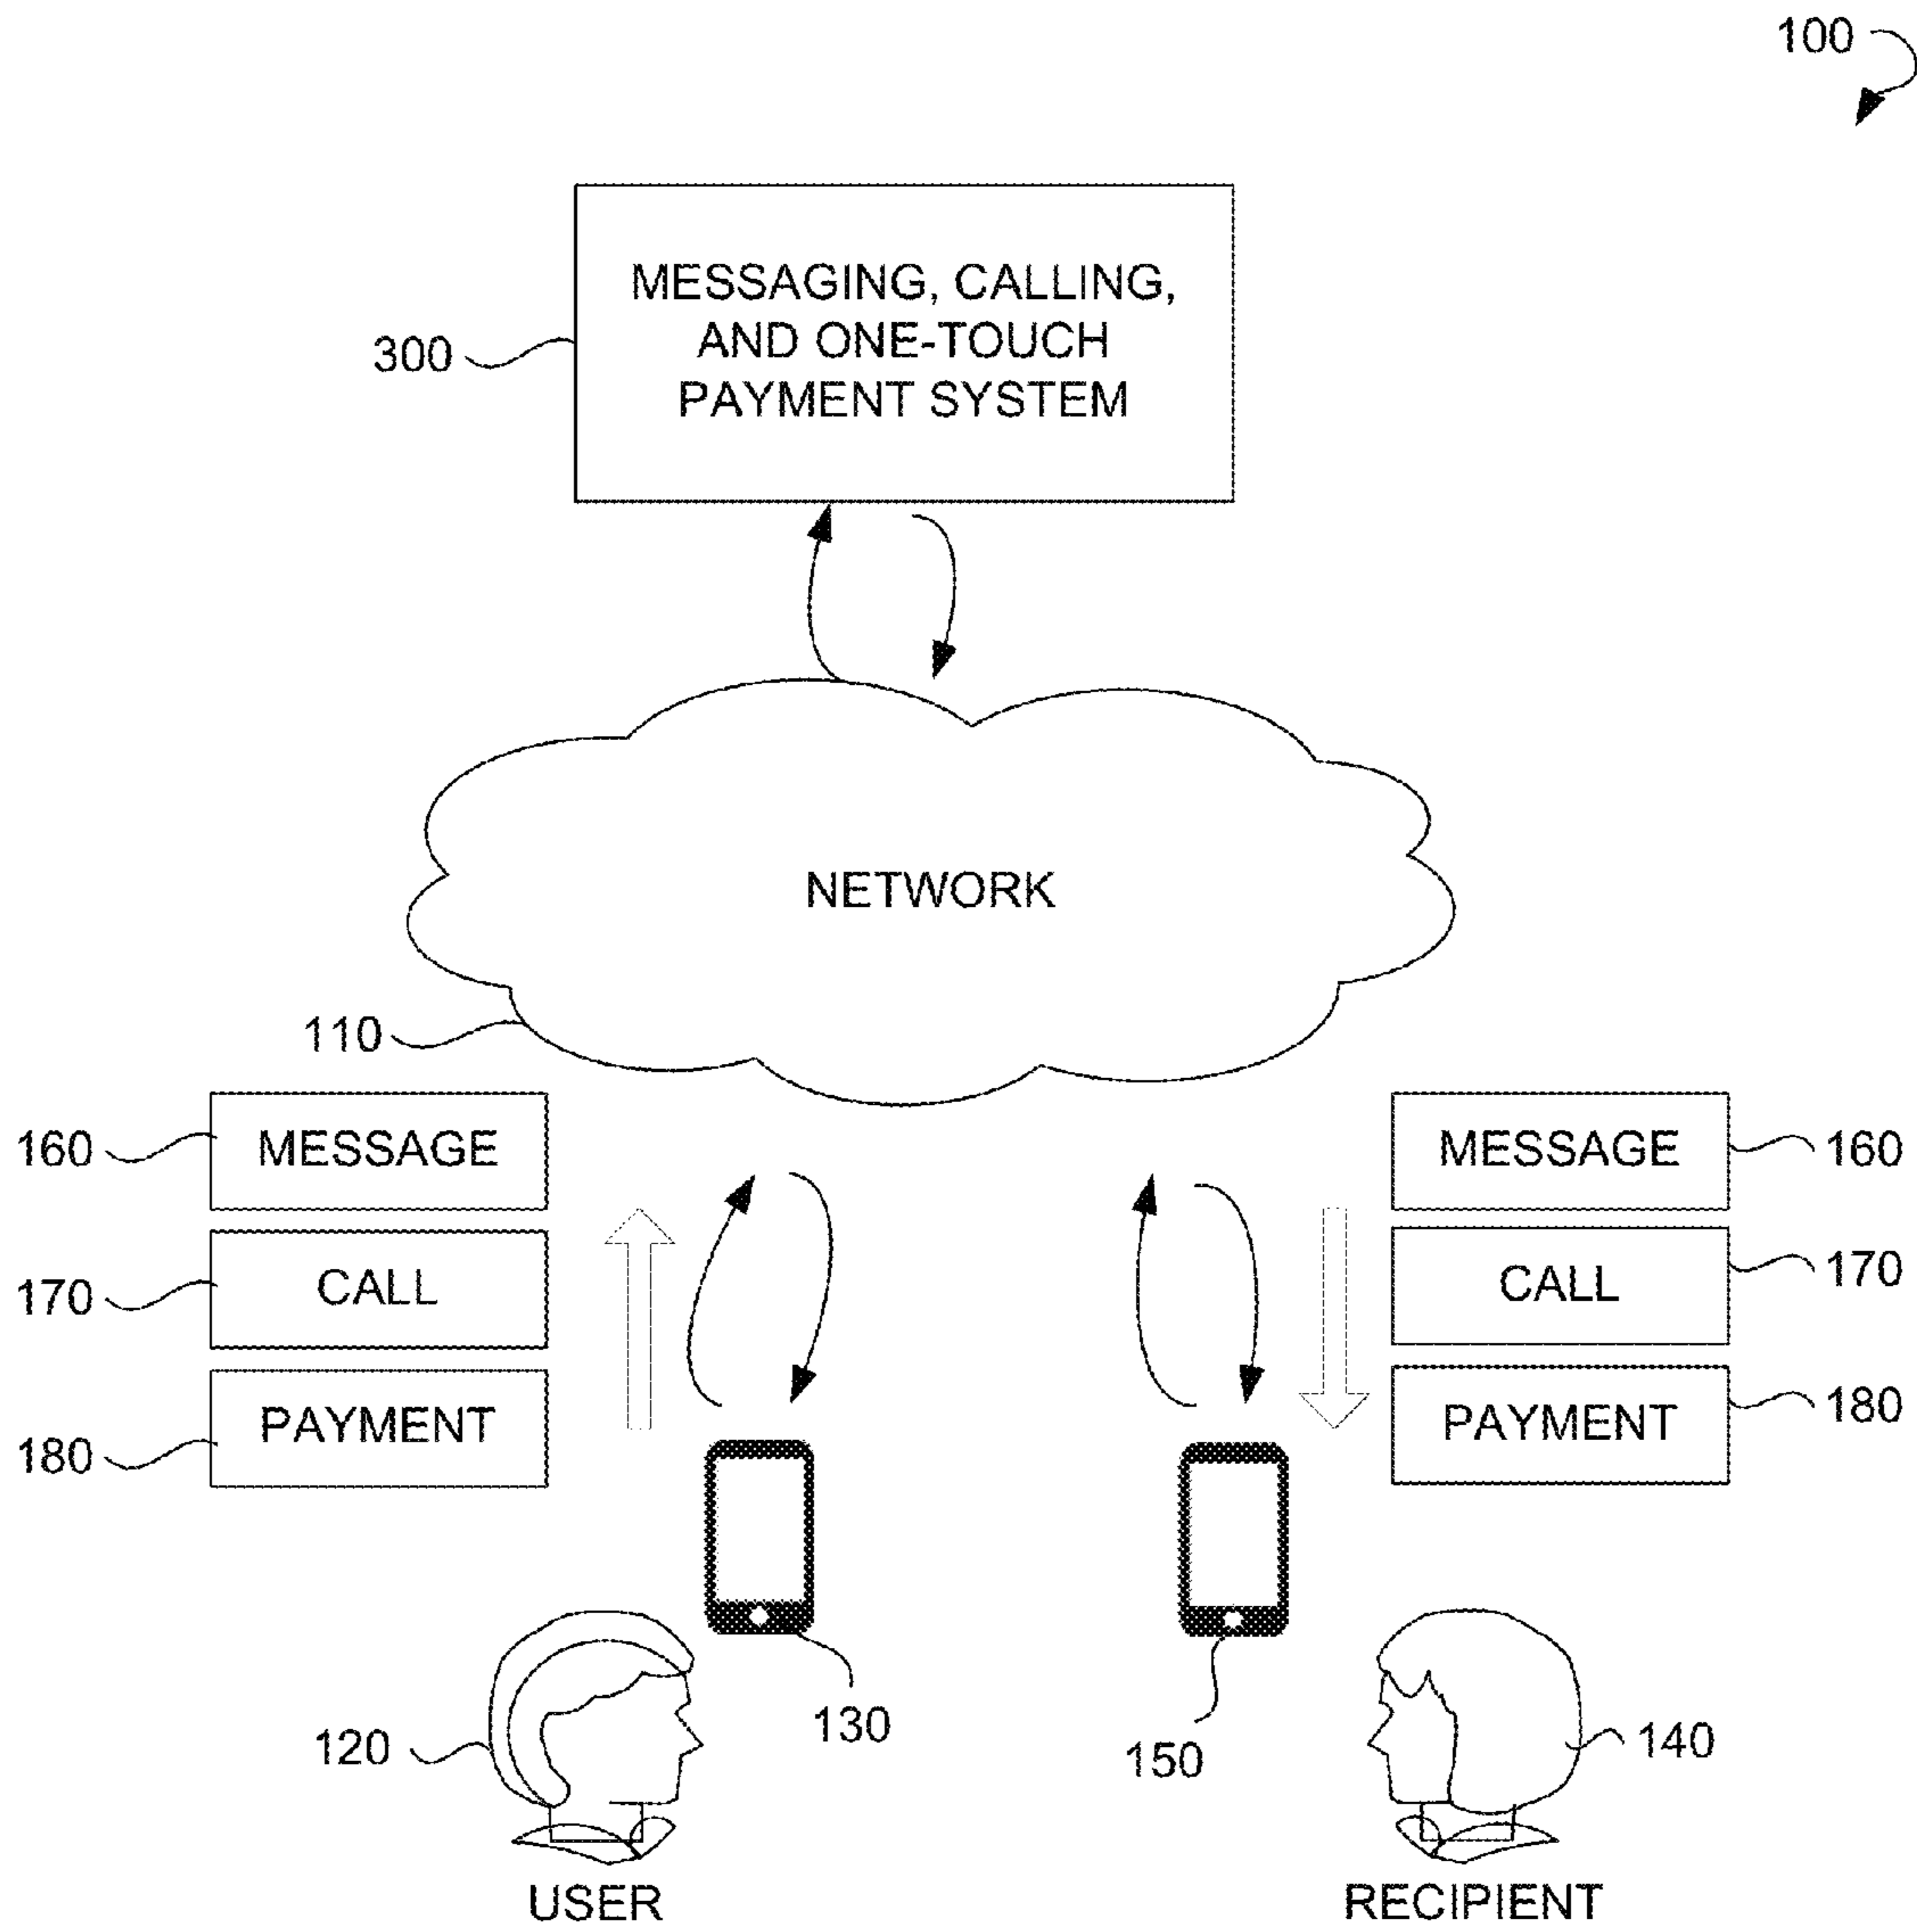 100
MESSAGING, CALLING,
AND ONE-TOUCH
PAYMENT SYSTEM
300
NETWORK
110
160
MESSAGE
170
CALL
180
PAYMENT
MESSAGE
160
CALL
170
PAYMENT
180
120
130
150
140
USER
RECIPIENT